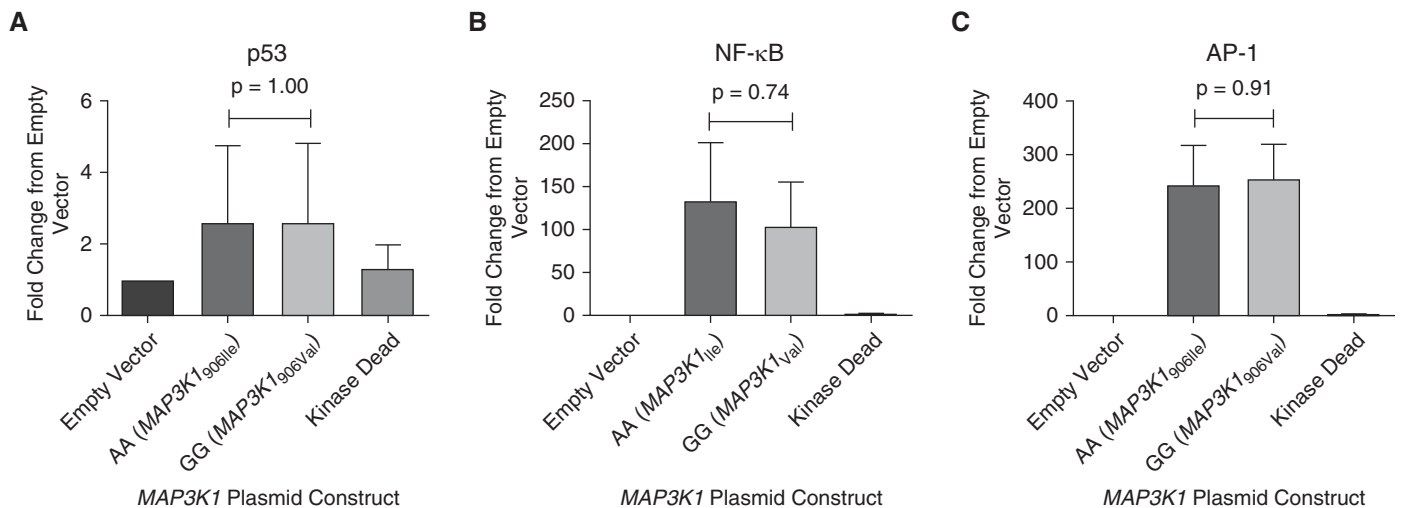 A
p53
p = 1.00
Fold Change from Empty
Vector
6
4
2
0
Empty Vector
AA (MAP3K1906Ile)
GG (MAP3K1906Val)
Kinase Dead
MAP3K1 Plasmid Construct
B
NF-κB
p = 0.74
Fold Change from Empty
Vector
250
200
150
100
50
0
Empty Vector
AA (MAP3K1Ile)
GG (MAP3K1Val)
Kinase Dead
MAP3K1 Plasmid Construct
C
AP-1
p = 0.91
Fold Change from Empty
Vector
400
300
200
100
0
Empty Vector
AA (MAP3K1906Ile)
GG (MAP3K1906Val)
Kinase Dead
MAP3K1 Plasmid Construct